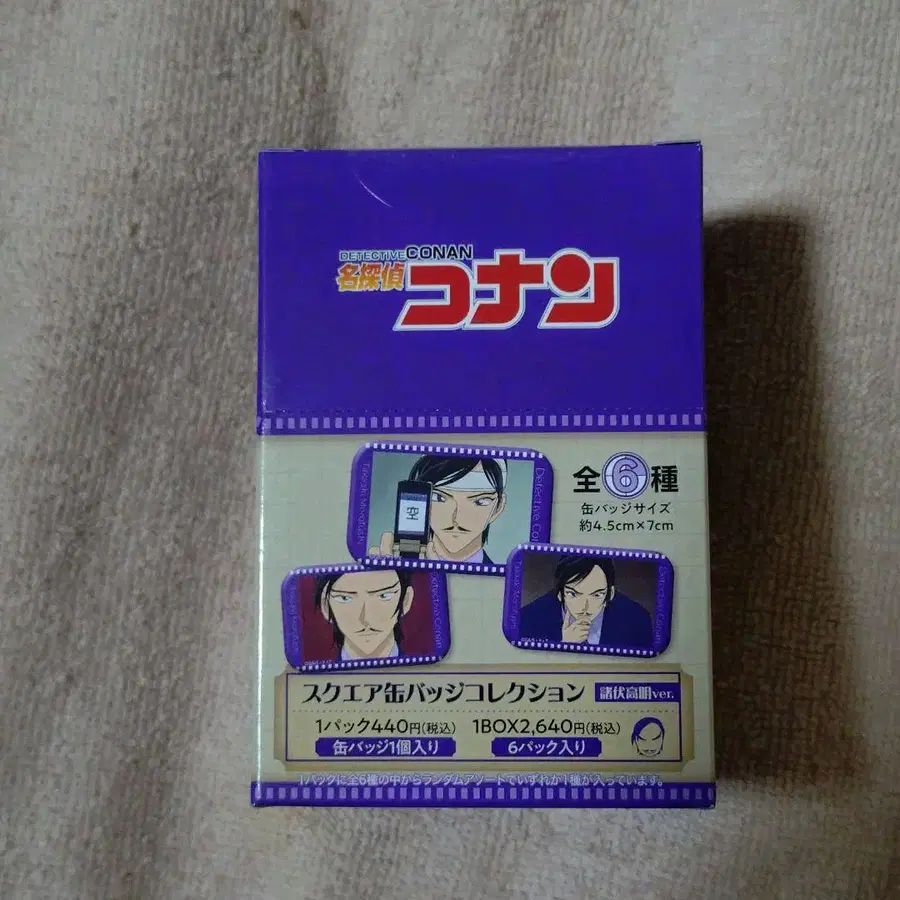 DETECTIVE CONAN
名探偵コナン
全6種
缶バッジサイズ
約4.5cm×7cm
空
Detective Conan
Detective Conan
スクエア缶バッジコレクション 諸伏高明ver.
1パック440円(税込) 1BOX2,640円(税込)
缶バッジ1個入り 6パック入り
1パックに全6種の中からランダムアソートでいずれか1種が入っています。